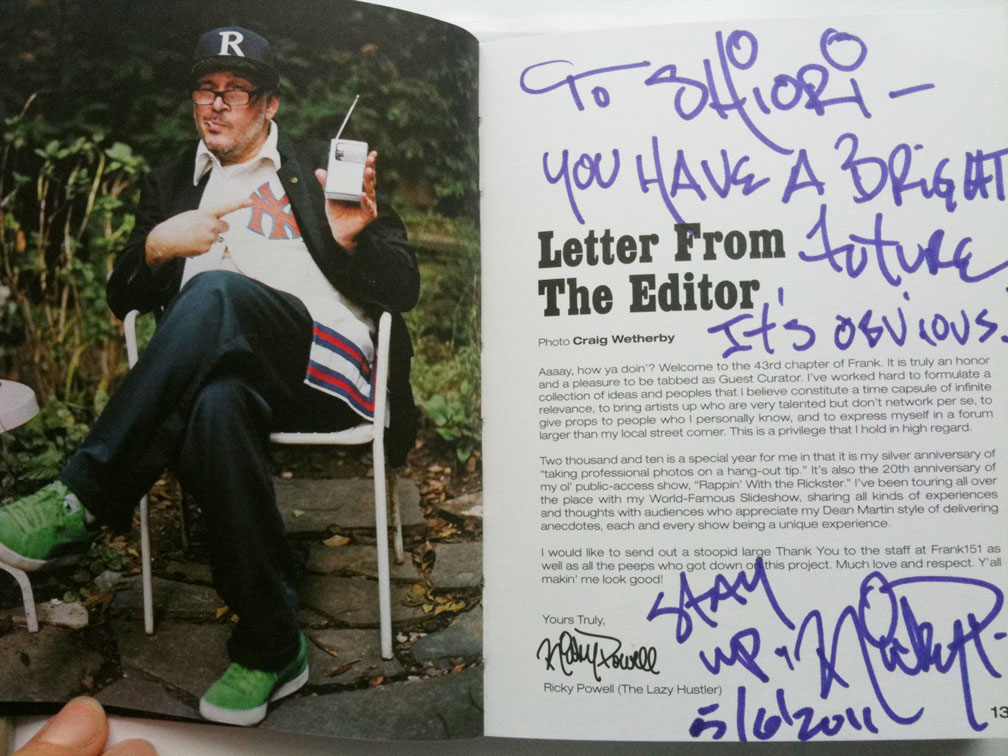 R
NY
To SHiORi –
YOU HAVE A BRiGHT
Letter From
FUTURE
The Editor
It's OBViOUS.
Photo Craig Wetherby
Aaaay, how ya doin'? Welcome to the 43rd chapter of Frank. It is truly an honor
and a pleasure to be tabbed as Guest Curator. I've worked hard to formulate a
collection of ideas and peoples that I believe constitute a time capsule of infinite
relevance, to bring artists up who are very talented but don't network per se, to
give props to people who I personally know, and to express myself in a forum
larger than my local street corner. This is a privilege that I hold in high regard.
Two thousand and ten is a special year for me in that it is my silver anniversary of
“taking professional photos on a hang-out tip.” It's also the 20th anniversary of
my ol' public-access show, “Rappin' With the Rickster.” I've been touring all over
the place with my World-Famous Slideshow, sharing all kinds of experiences
and thoughts with audiences who appreciate my Dean Martin style of delivering
anecdotes, each and every show being a unique experience.
I would like to send out a stoopid large Thank You to the staff at Frank151 as
well as all the peeps who got down on this project. Much love and respect. Y'all
makin' me look good!
STAY
UP
Yours Truly,
Ricky Powell
Ricky Powell (The Lazy Hustler)
5/6/2011
13